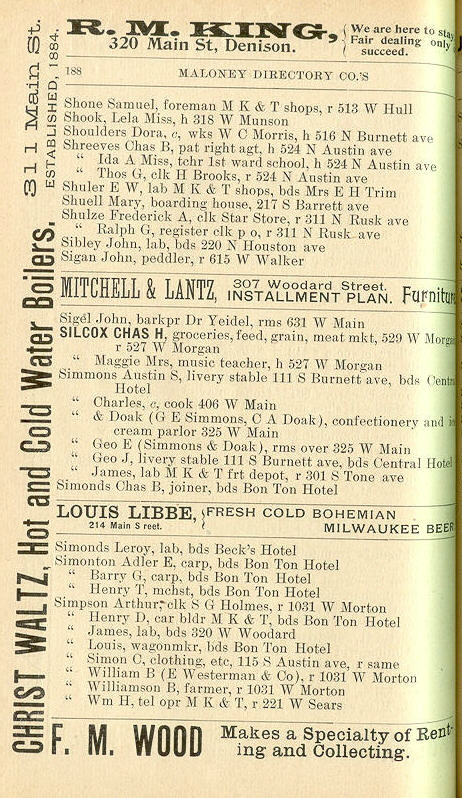 R. M. KING,
320 Main St, Denison.
We are here to stay
Fair dealing only
succeed.
188
MALONEY DIRECTORY CO.'S
Shone Samuel, foreman M K & T shops, r 513 W Hull
Shook, Lela Miss, h 318 W Munson
Shoulders Dora, c, wks W C Morris, h 516 N Burnett ave
Shreeves Chas B, pat right agt, h 524 N Austin ave
" Ida A Miss, tchr 1st ward school, h 524 N Austin ave
" Thos G, clk H Brooks, r 524 N Austin ave
Shuler E W, lab M K & T shops, bds Mrs E H Trim
Shuell Mary, boarding house, 217 S Barrett ave
Shulze Frederick A, clk Star Store, r 311 N Rusk ave
" Ralph G, register clk p o, r 311 N Rusk ave
Sibley John, lab, bds 220 N Houston ave
Sigan John, peddler, r 615 W Walker
MITCHELL & LANTZ,
307 Woodard Street.
INSTALLMENT PLAN.
Furniture
Sigel John, barkpr Dr Yeidel, rms 631 W Main
SILCOX CHAS H, groceries, feed, grain, meat mkt, 529 W Morgan
r 527 W Morgan
" Maggie Mrs, music teacher, h 527 W Morgan
Simmons Austin S, livery stable 111 S Burnett ave, bds Central
Hotel
" Charles, c, cook 406 W Main
" & Doak (G E Simmons, C A Doak), confectionery and ic
cream parlor 325 W Main
" Geo E (Simmons & Doak), rms over 325 W Main
" Geo J, livery stable 111 S Burnett ave, bds Central Hotel
" James, lab M K & T frt depot, r 301 S Tone ave
Simonds Chas B, joiner, bds Bon Ton Hotel
LOUIS LIBBE,
214 Main S reet.
FRESH COLD BOHEMIAN
MILWAUKEE BEER
Simonds Leroy, lab, bds Beck's Hotel
Simonton Adler E, carp, bds Bon Ton Hotel
" Barry G, carp, bds Bon Ton Hotel
" Henry T, mchst, bds Bon Ton Hotel
Simpson Arthur, clk S G Holmes, r 1031 W Morton
" Henry D, car bldr M K & T, bds Bon Ton Hotel
" James, lab, bds 320 W Woodard
" Louis, wagonmkr, bds Bon Ton Hotel
" Simon C, clothing, etc, 115 S Austin ave, r same
" William B (E Westerman & Co), r 1031 W Morton
" Williamson B, farmer, r 1031 W Morton
" Wm H, tel opr M K & T, r 221 W Sears
F. M. WOOD
Makes a Specialty of Rent-
ing and Collecting.
CHRIST WALTZ, Hot and Cold Water Boilers.
311 Main St.
ESTABLISHED, 1884.